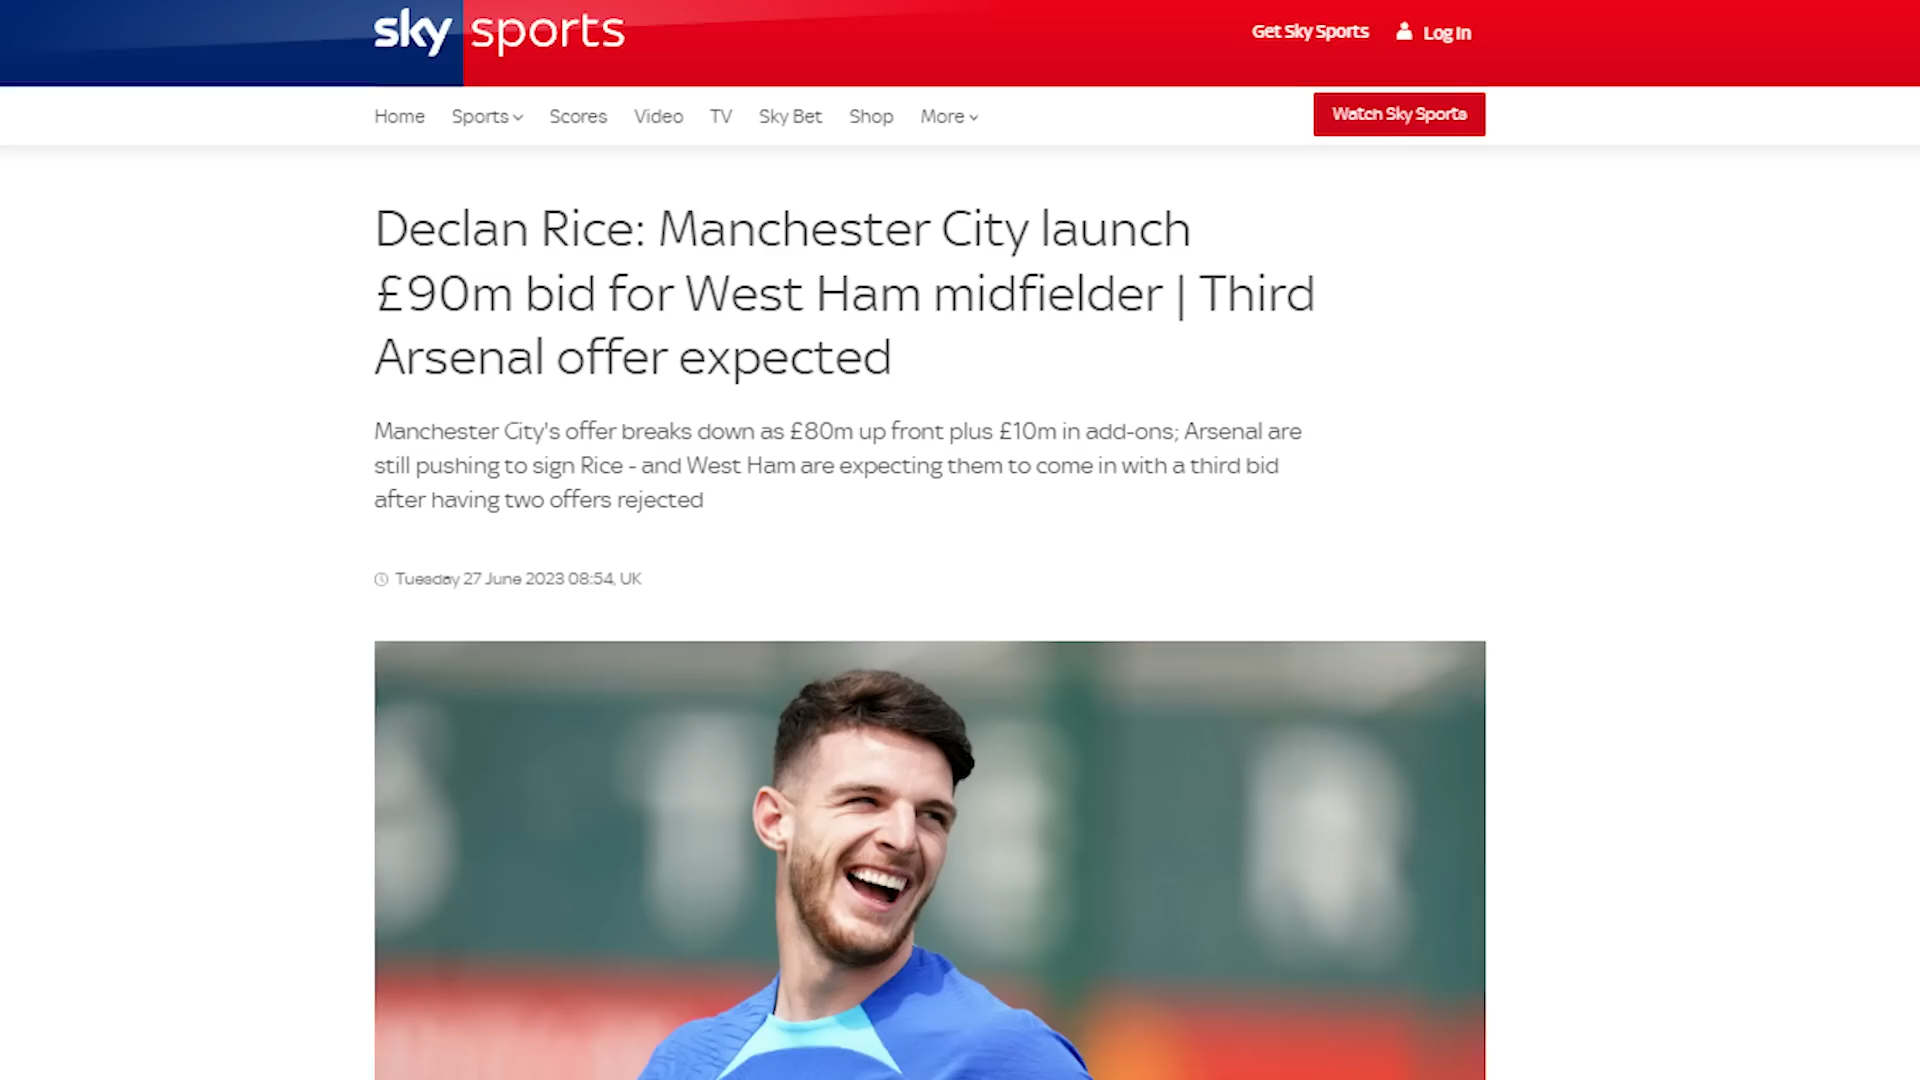 sky sports
Get Sky Sports
Log In
Home Sports Scores Video TV Sky Bet Shop More
Watch Sky Sports
Declan Rice: Manchester City launch
£90m bid for West Ham midfielder | Third
Arsenal offer expected
Manchester City's offer breaks down as £80m up front plus £10m in add-ons; Arsenal are
still pushing to sign Rice - and West Ham are expecting them to come in with a third bid
after having two offers rejected
Tuesday 27 June 2023 08:54, UK